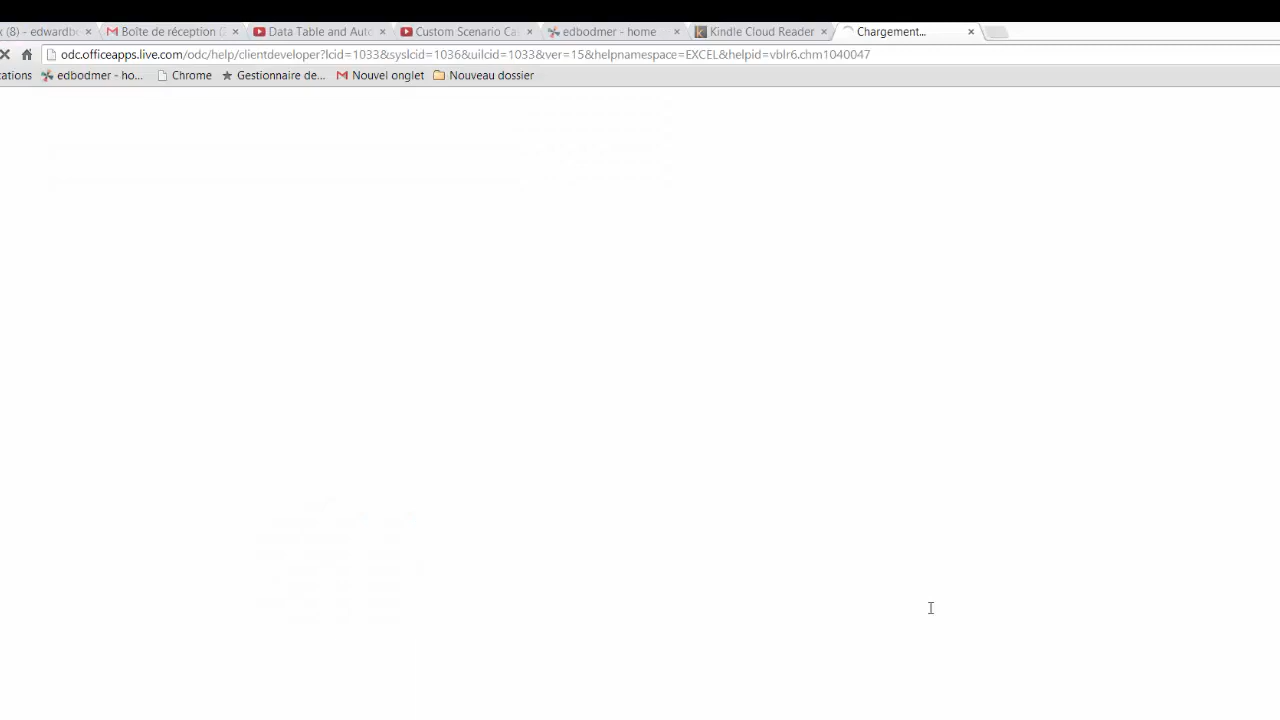 x (8) - edwardb
Boîte de réception (
Data Table and Auto
Custom Scenario Ca
edbodmer - home
Kindle Cloud Reader
Chargement...
odc.officeapps.live.com/odc/help/clientdeveloper?lcid=1033&syslcid=1036&uilcid=1033&ver=15&helpnamespace=EXCEL&helpid=vblr6.chm1040047
cations
edbodmer - ho...
Chrome
Gestionnaire de...
Nouvel onglet
Nouveau dossier